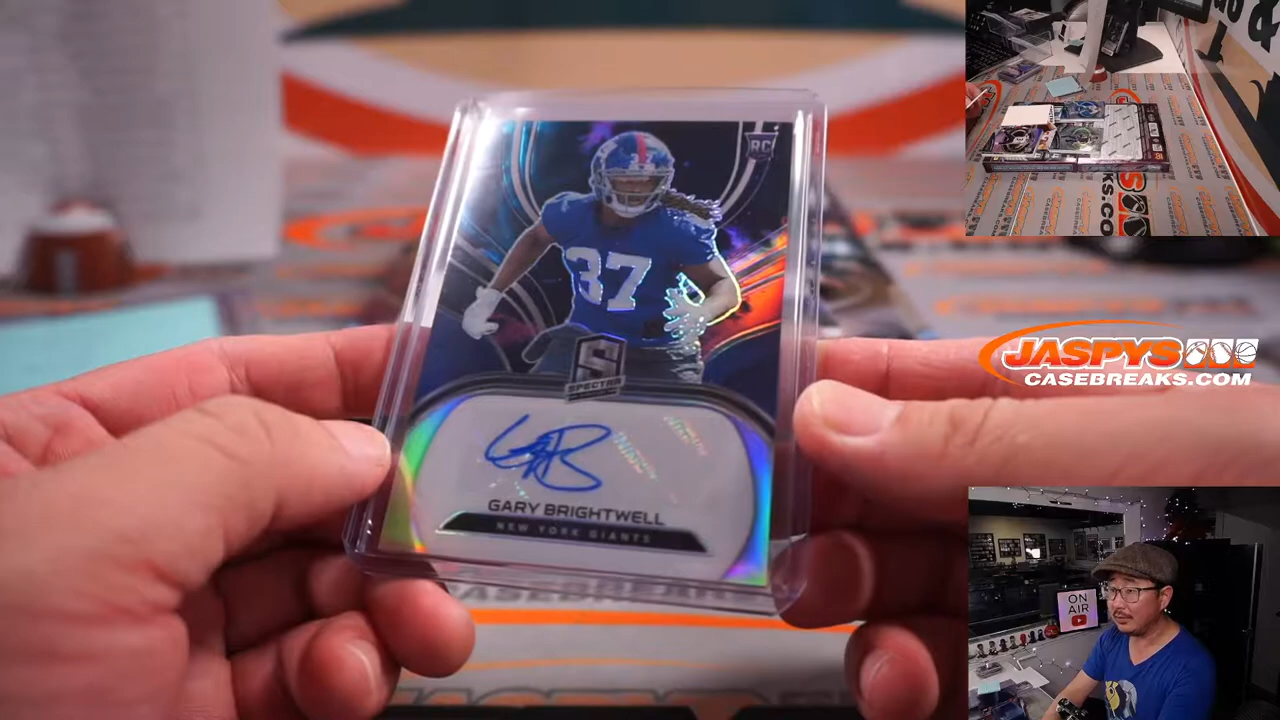 RC
37
S
SPECTRA
GARY BRIGHTWELL
NEW YORK GIANTS
JASPYS
CASEBREAKS.COM
ON
AIR